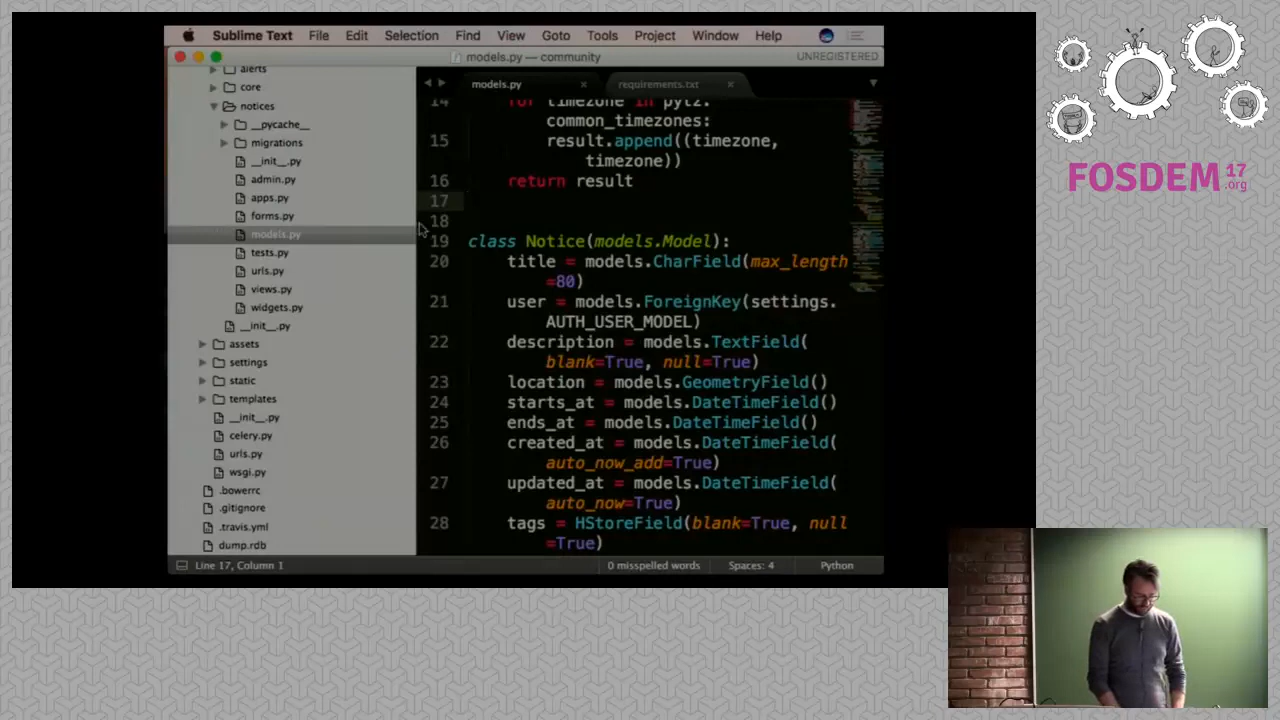 Sublime Text File Edit Selection Find View Goto Tools Project Window Help
models.py — community
UNREGISTERED
alerts
core
notices
__pycache__
migrations
__init__.py
admin.py
apps.py
forms.py
models.py
tests.py
urls.py
views.py
widgets.py
__init__.py
assets
settings
static
templates
__init__.py
celery.py
urls.py
wsgi.py
.bowerrc
.gitignore
.travis.yml
dump.rdb
models.py
requirements.txt
14 for timezone in pytz.
common_timezones:
15 result.append((timezone,
timezone))
16 return result
17
18
19 class Notice(models.Model):
20 title = models.CharField(max_length
=80)
21 user = models.ForeignKey(settings.
AUTH_USER_MODEL)
22 description = models.TextField(
blank=True, null=True)
23 location = models.GeometryField()
24 starts_at = models.DateTimeField()
25 ends_at = models.DateTimeField()
26 created_at = models.DateTimeField(
auto_now_add=True)
27 updated_at = models.DateTimeField(
auto_now=True)
28 tags = HStoreField(blank=True, null
=True)
Line 17, Column 1
0 misspelled words
Spaces: 4
Python
FOSDEM 17
.org